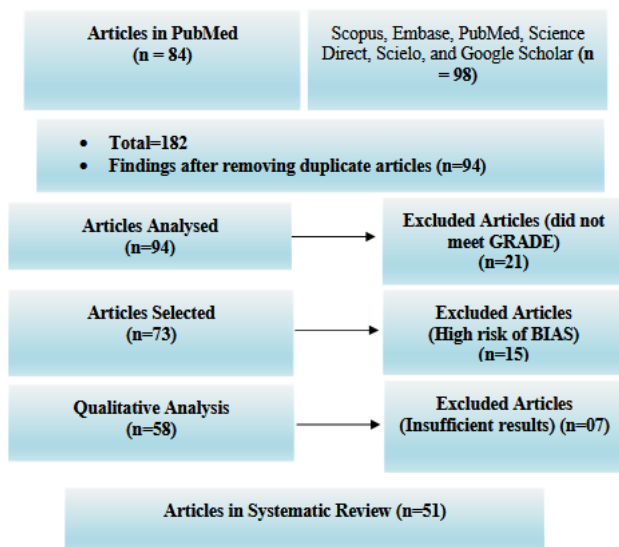 Articles in PubMed
(n = 84)
Scopus, Embase, PubMed, Science
Direct, Scielo, and Google Scholar (n
= 98)
• Total=182
• Findings after removing duplicate articles (n=94)
Articles Analysed
(n=94)
Excluded Articles (did not
meet GRADE)
(n=21)
Articles Selected
(n=73)
Excluded Articles
(High risk of BIAS)
(n=15)
Qualitative Analysis
(n=58)
Excluded Articles
(Insufficient results) (n=07)
Articles in Systematic Review (n=51)